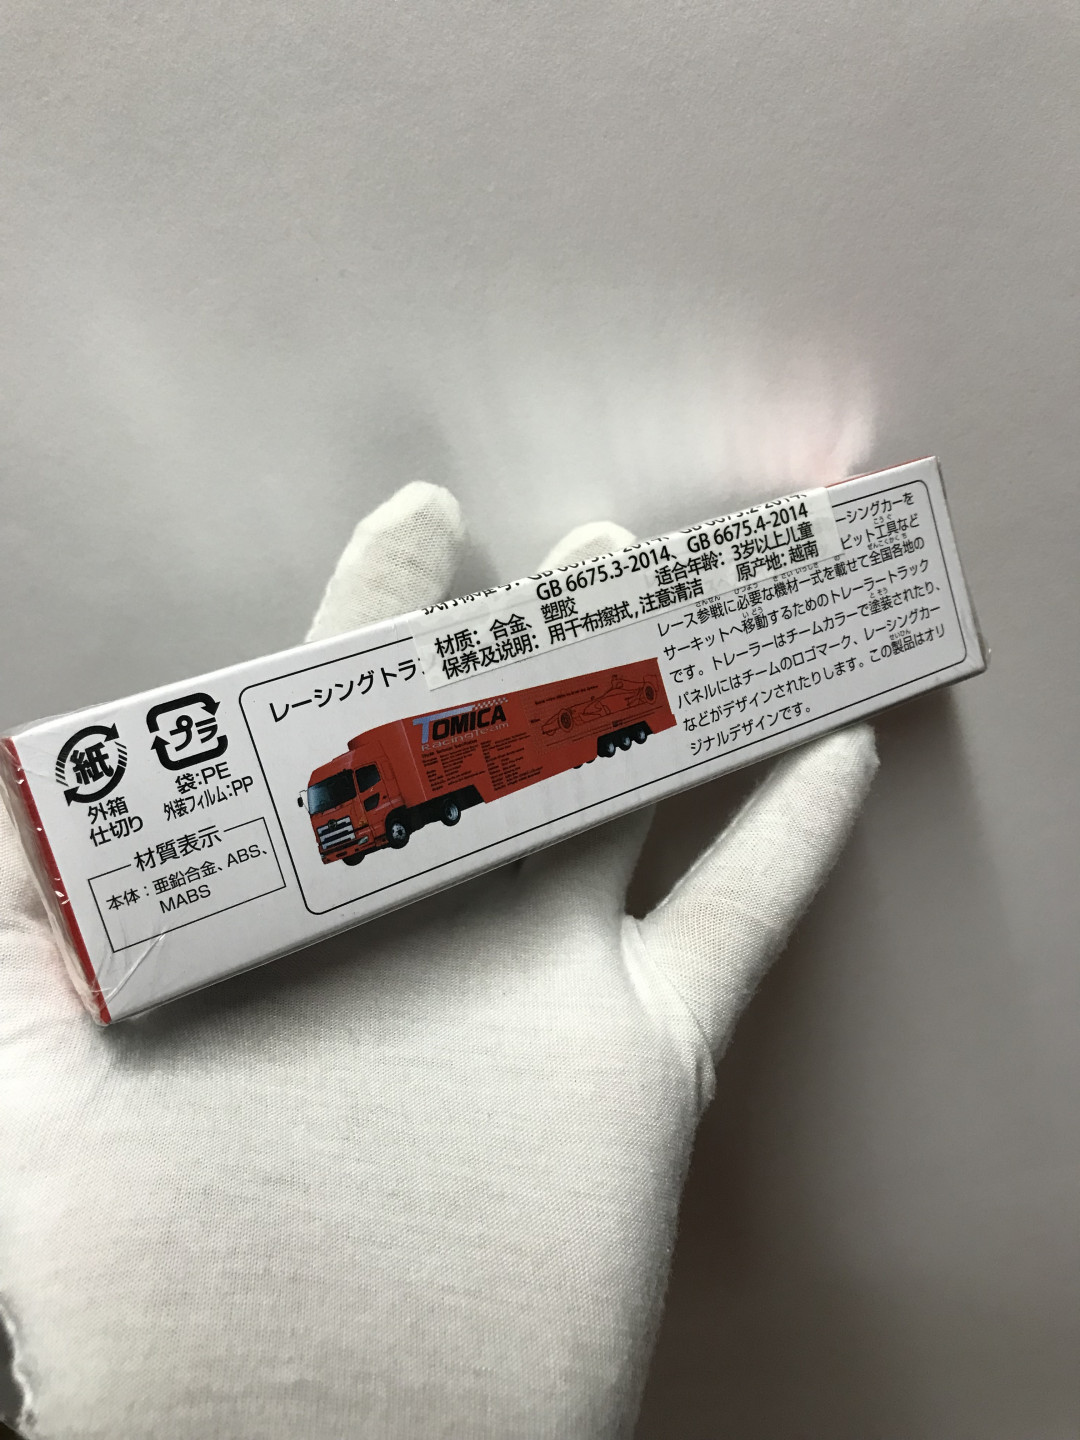 紙
外箱
仕切り
プラ
袋:PE
外装フィルム:PP
材質表示
本体:亜鉛合金、ABS、
MABS
レーシングトラ
GB 6675.3-2014、GB 6675.4-2014
材质:合金、塑胶
适合年龄:3岁以上儿童
保养及说明:用干布擦拭,注意清洁
原产地:越南
TOMICA
ーシングカーを
ピット工具など
レース参戦に必要な機材一式を載せて全国各地の
サーキットへ移動するためのトレーラートラック
です。トレーラーはチームカラーで塗装されたり、
パネルにはチームのロゴマーク、レーシングカー
などがデザインされたりします。この製品はオリ
ジナルデザインです。